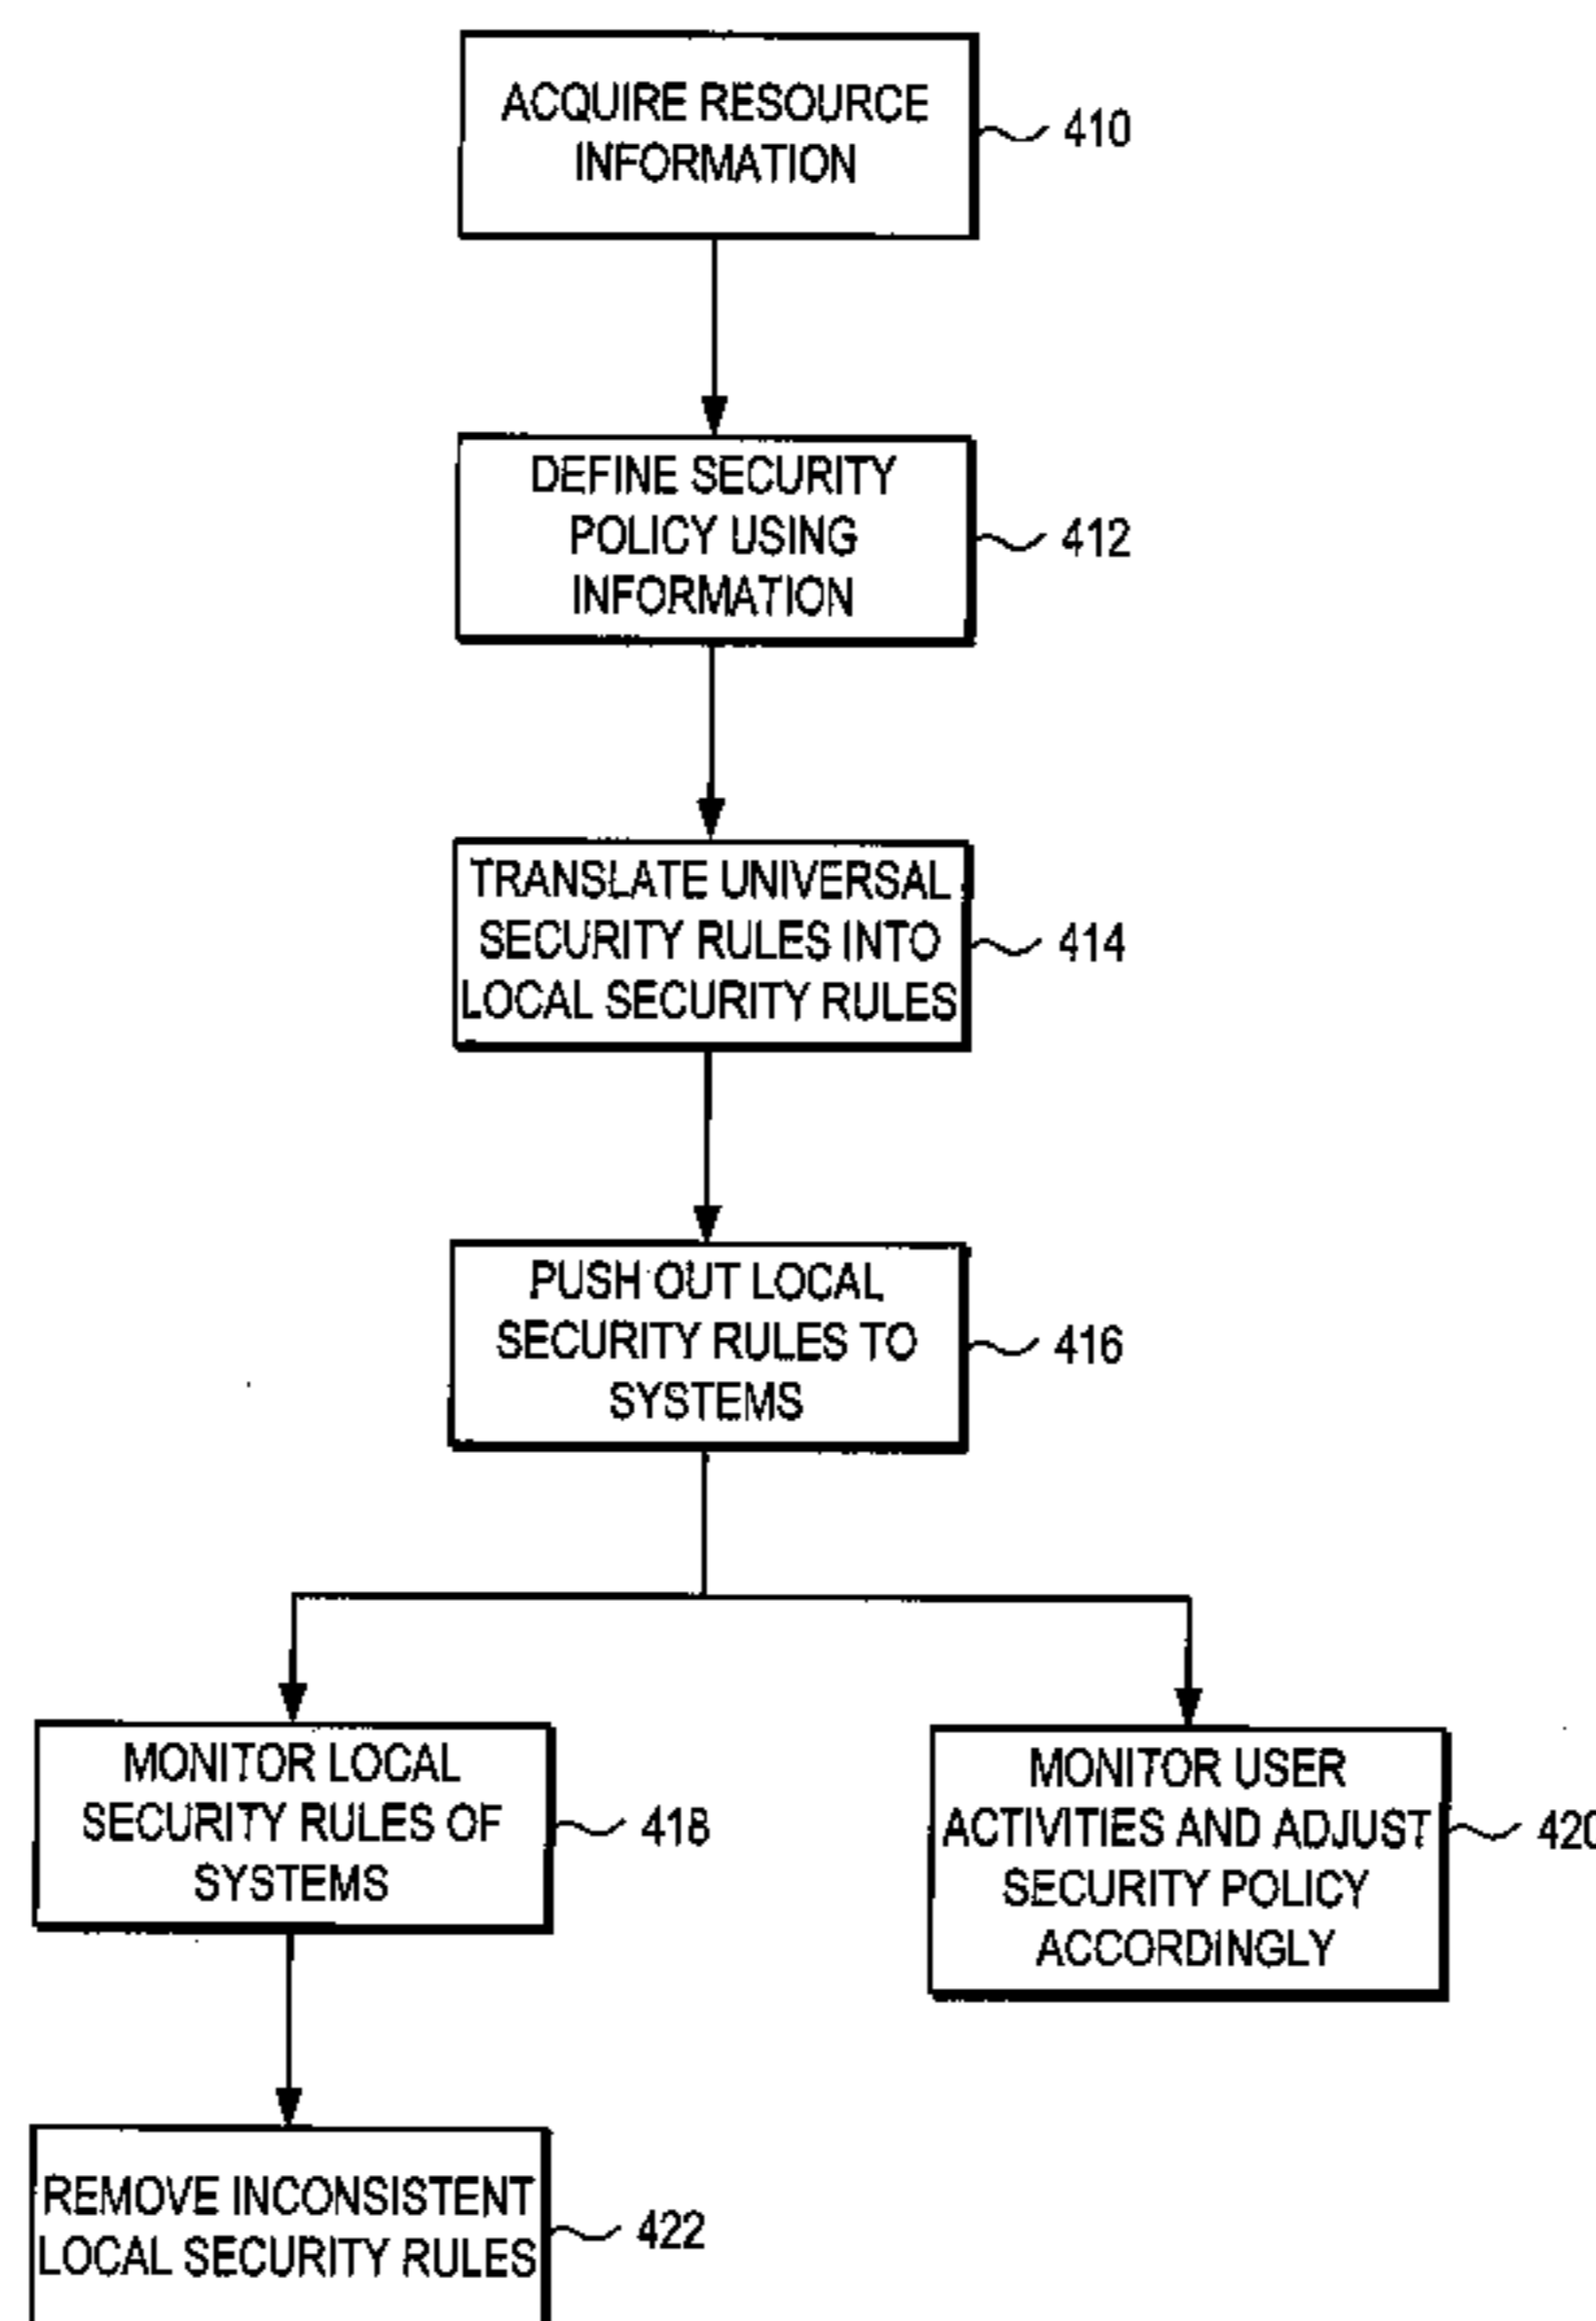 ACQUIRE RESOURCE
INFORMATION
410
DEFINE SECURITY
POLICY USING
INFORMATION
412
TRANSLATE UNIVERSAL
SECURITY RULES INTO
LOCAL SECURITY RULES
414
PUSH OUT LOCAL
SECURITY RULES TO
SYSTEMS
416
MONITOR LOCAL
SECURITY RULES OF
SYSTEMS
418
MONITOR USER
ACTIVITIES AND ADJUST
SECURITY POLICY
ACCORDINGLY
420
REMOVE INCONSISTENT
LOCAL SECURITY RULES
422